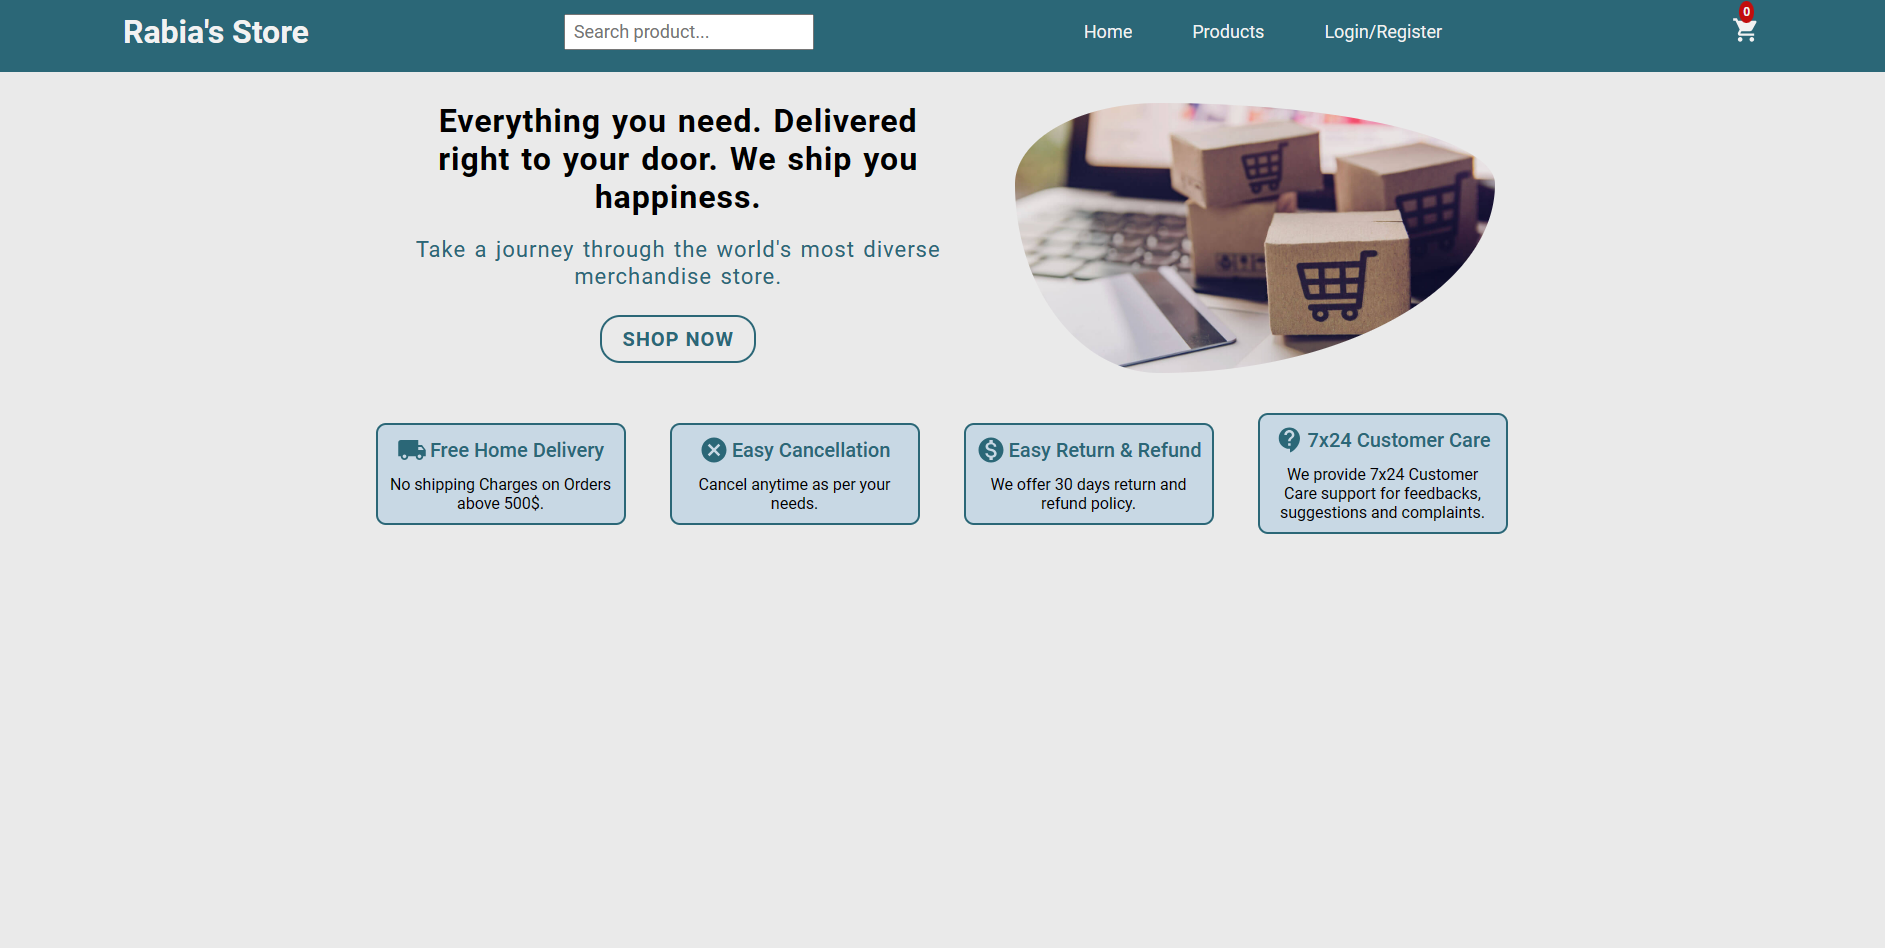 Rabia's Store
Search product...
Home
Products
Login/Register
0
Everything you need. Delivered
right to your door. We ship you
happiness.
Take a journey through the world's most diverse
merchandise store.
SHOP NOW
Free Home Delivery
No shipping Charges on Orders
above 500$.
Easy Cancellation
Cancel anytime as per your
needs.
Easy Return & Refund
We offer 30 days return and
refund policy.
7x24 Customer Care
We provide 7x24 Customer
Care support for feedbacks,
suggestions and complaints.